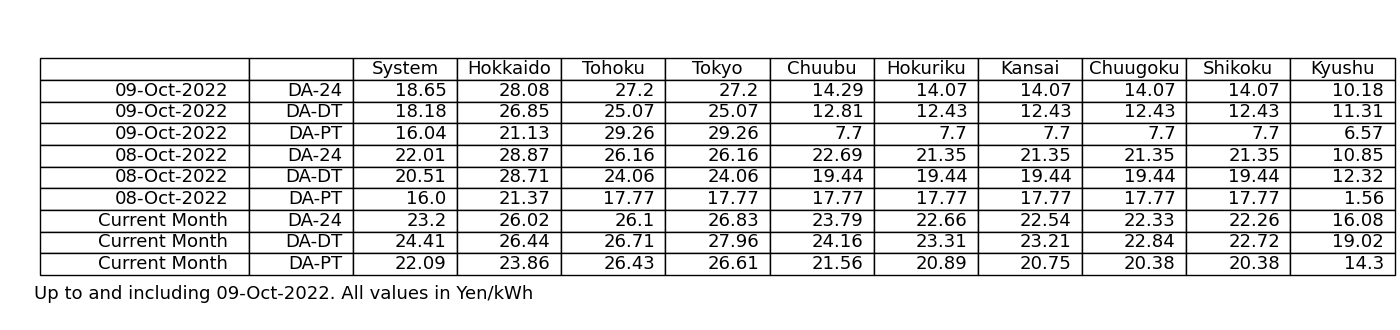 System Hokkaido Tohoku Tokyo Chuubu Hokuriku Kansai Chuugoku Shikoku Kyushu
09-Oct-2022 DA-24 18.65 28.08 27.2 27.2 14.29 14.07 14.07 14.07 14.07 10.18
09-Oct-2022 DA-DT 18.18 26.85 25.07 25.07 12.81 12.43 12.43 12.43 12.43 11.31
09-Oct-2022 DA-PT 16.04 21.13 29.26 29.26 7.7 7.7 7.7 7.7 7.7 6.57
08-Oct-2022 DA-24 22.01 28.87 26.16 26.16 22.69 21.35 21.35 21.35 21.35 10.85
08-Oct-2022 DA-DT 20.51 28.71 24.06 24.06 19.44 19.44 19.44 19.44 19.44 12.32
08-Oct-2022 DA-PT 16.0 21.37 17.77 17.77 17.77 17.77 17.77 17.77 17.77 1.56
Current Month DA-24 23.2 26.02 26.1 26.83 23.79 22.66 22.54 22.33 22.26 16.08
Current Month DA-DT 24.41 26.44 26.71 27.96 24.16 23.31 23.21 22.84 22.72 19.02
Current Month DA-PT 22.09 23.86 26.43 26.61 21.56 20.89 20.75 20.38 20.38 14.3
Up to and including 09-Oct-2022. All values in Yen/kWh